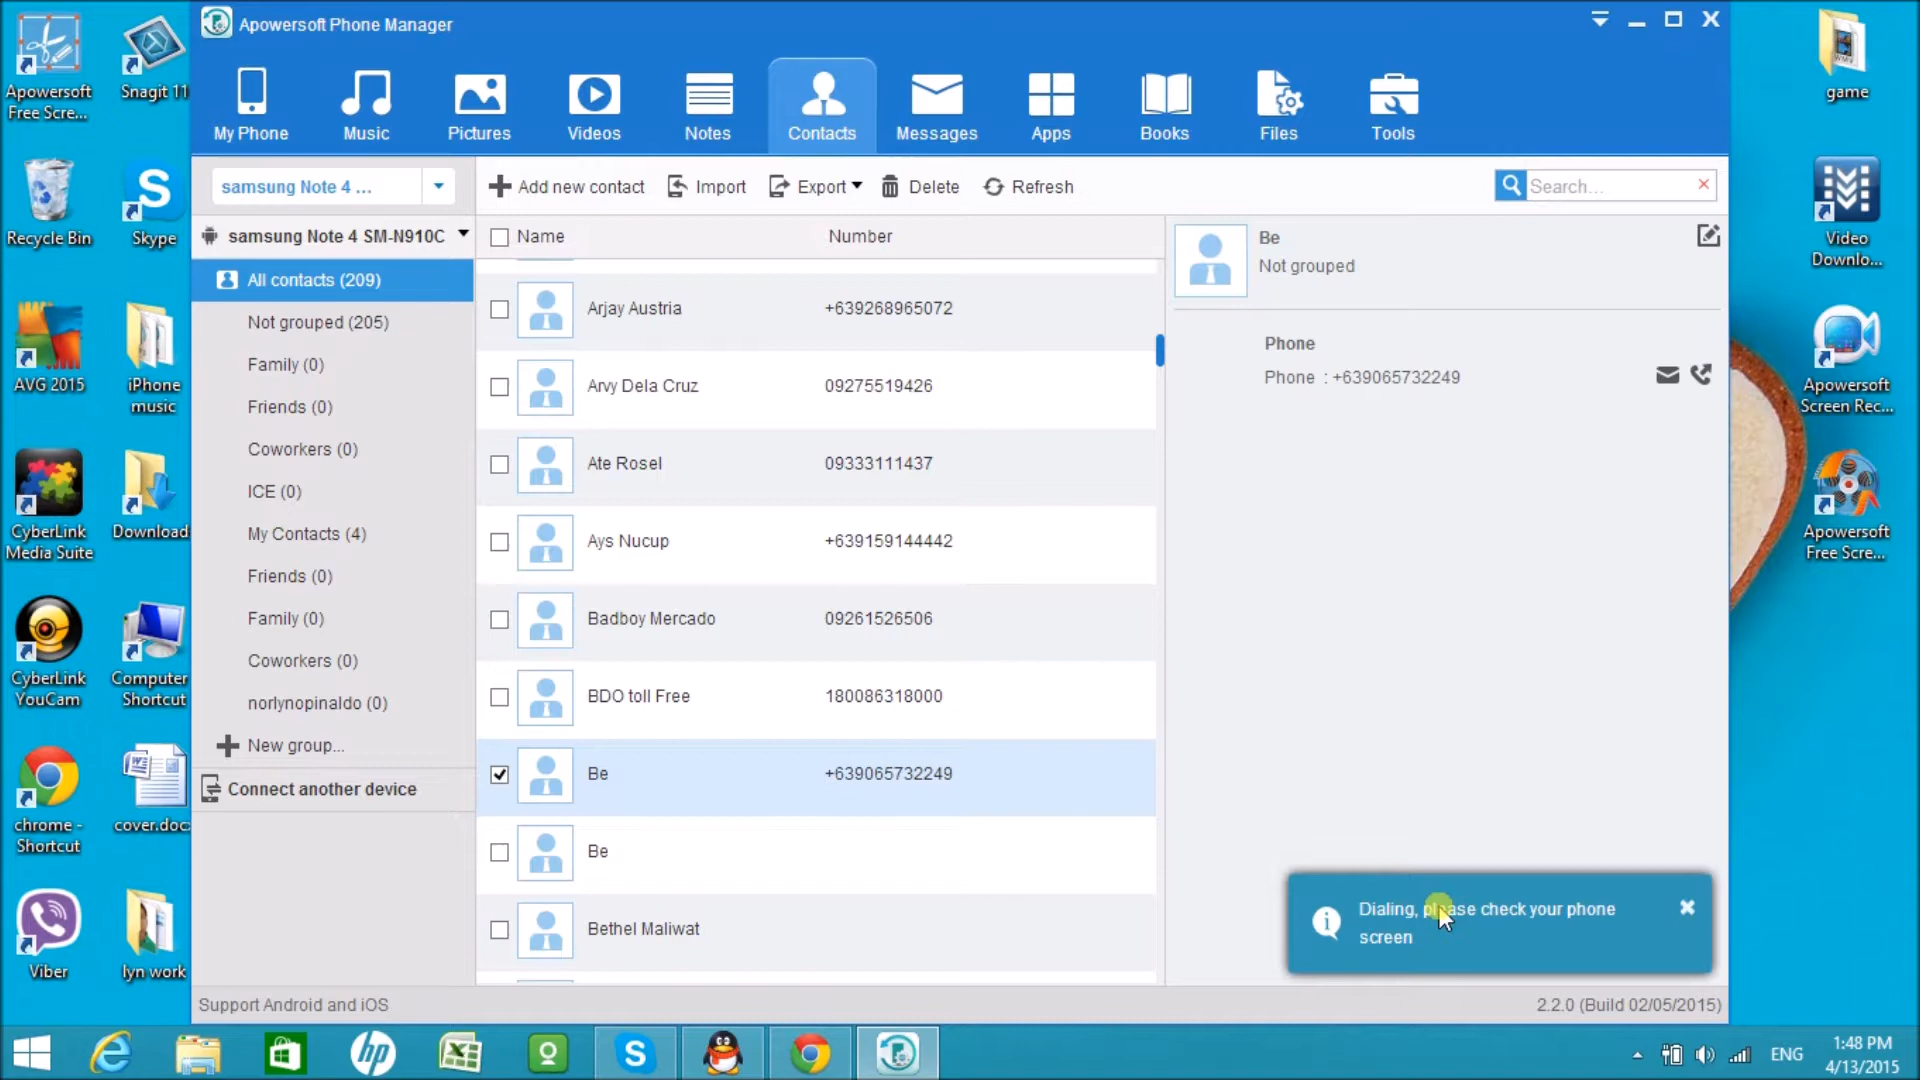 Apowersoft Phone Manager
My Phone
Music
Pictures
Videos
Notes
Contacts
Messages
Apps
Books
Files
Tools
samsung Note 4 ...
Add new contact
Import
Export
Delete
Refresh
Search...
samsung Note 4 SM-N910C
Name
Number
All contacts (209)
Not grouped (205)
Family (0)
Friends (0)
Coworkers (0)
ICE (0)
My Contacts (4)
Friends (0)
Family (0)
Coworkers (0)
norlynopinaldo (0)
New group...
Connect another device
Arjay Austria +639268965072
Arvy Dela Cruz 09275519426
Ate Rosel 09333111437
Ays Nucup +639159144442
Badboy Mercado 09261526506
BDO toll Free 180086318000
Be +639065732249
Be
Bethel Maliwat
Be
Not grouped
Phone
Phone : +639065732249
Dialing, please check your phone
screen
Support Android and iOS
2.2.0 (Build 02/05/2015)
Apowersoft
Free Scre...
Snagit 11
Recycle Bin
Skype
AVG 2015
iPhone
music
CyberLink
Media Suite
Download
CyberLink
YouCam
Computer
Shortcut
chrome -
Shortcut
cover.doc
Viber
lyn work
WMV
game
Video
Downlo...
Apowersoft
Screen Rec...
Apowersoft
Free Scre...
hp
ENG
1:48 PM
4/13/2015